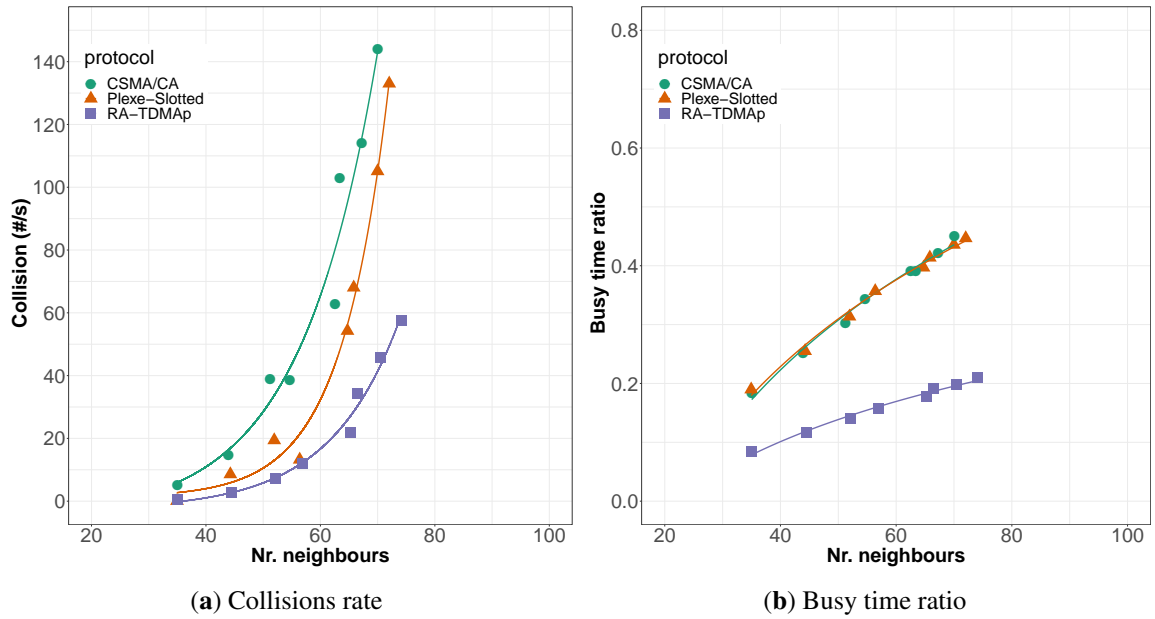 protocol
CSMA/CA
Plexe−Slotted
RA−TDMAp
140
120
100
80
60
40
20
0
20 40 60 80 100
Collision (#/s)
Nr. neighbours
(a) Collisions rate
protocol
CSMA/CA
Plexe−Slotted
RA−TDMAp
0.8
0.6
0.4
0.2
0.0
20 40 60 80 100
Busy time ratio
Nr. neighbours
(b) Busy time ratio